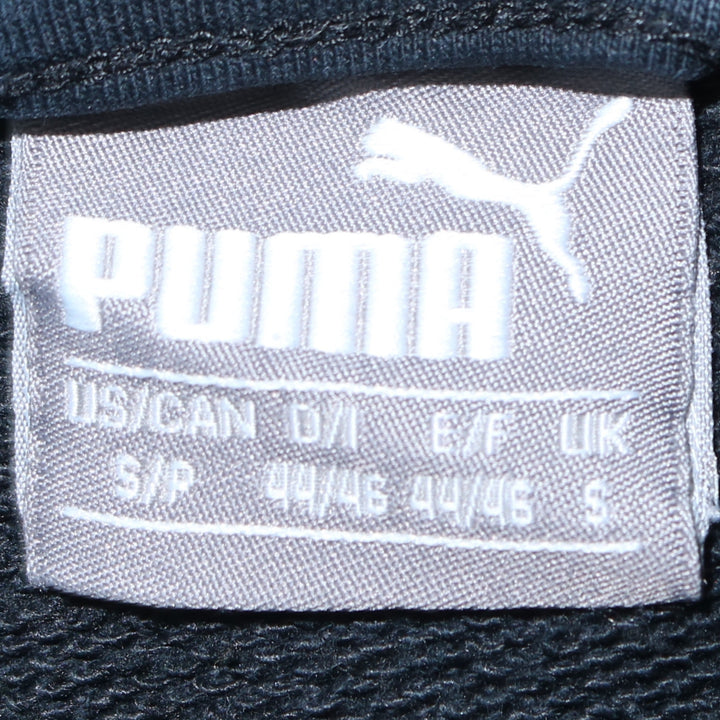 PUMA
US/CAN D/I E/F UK
S/P 44/46 44/46 S